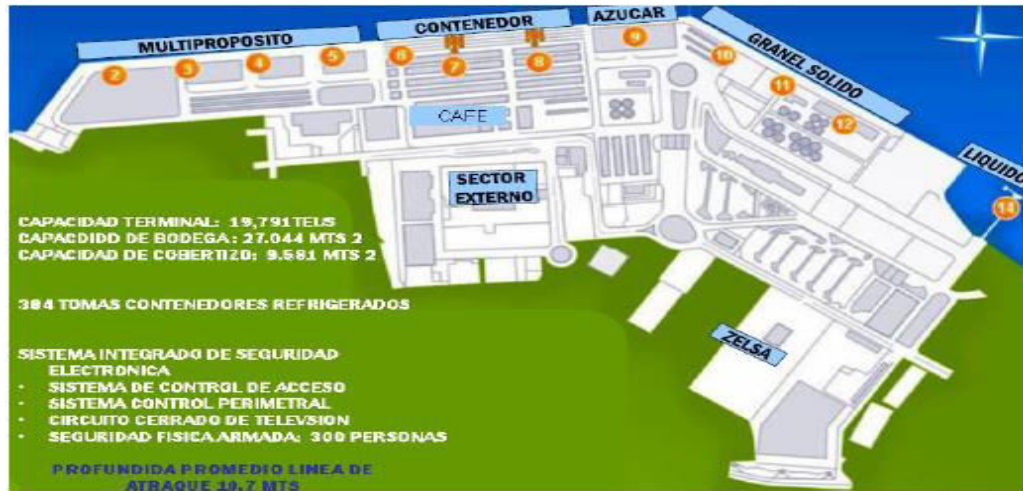 MULTIPROPOSITO
CONTENEDOR
AZUCAR
GRANEL SOLIDO
LIQUIDO
2
3
4
5
6
7
8
9
10
11
12
14
CAFE
SECTOR
EXTERNO
ZELSA
CAPACIDAD TERMINAL: 19,791TEUS
CAPACDIDD DE BODEGA: 27.044 MTS 2
CAPACIDAD DE COBERTIZO: 9.581 MTS 2
384 TOMAS CONTENEDORES REFRIGERADOS
SISTEMA INTEGRADO DE SEGURIDAD
ELECTRONICA
• SISTEMA DE CONTROL DE ACCESO
• SISTEMA CONTROL PERIMETRAL
• CIRCUITO CERRADO DE TELEVSION
• SEGURIDAD FISICA ARMADA: 300 PERSONAS
PROFUNDIDA PROMEDIO LINEA DE
ATRAQUE 10,7 MTS